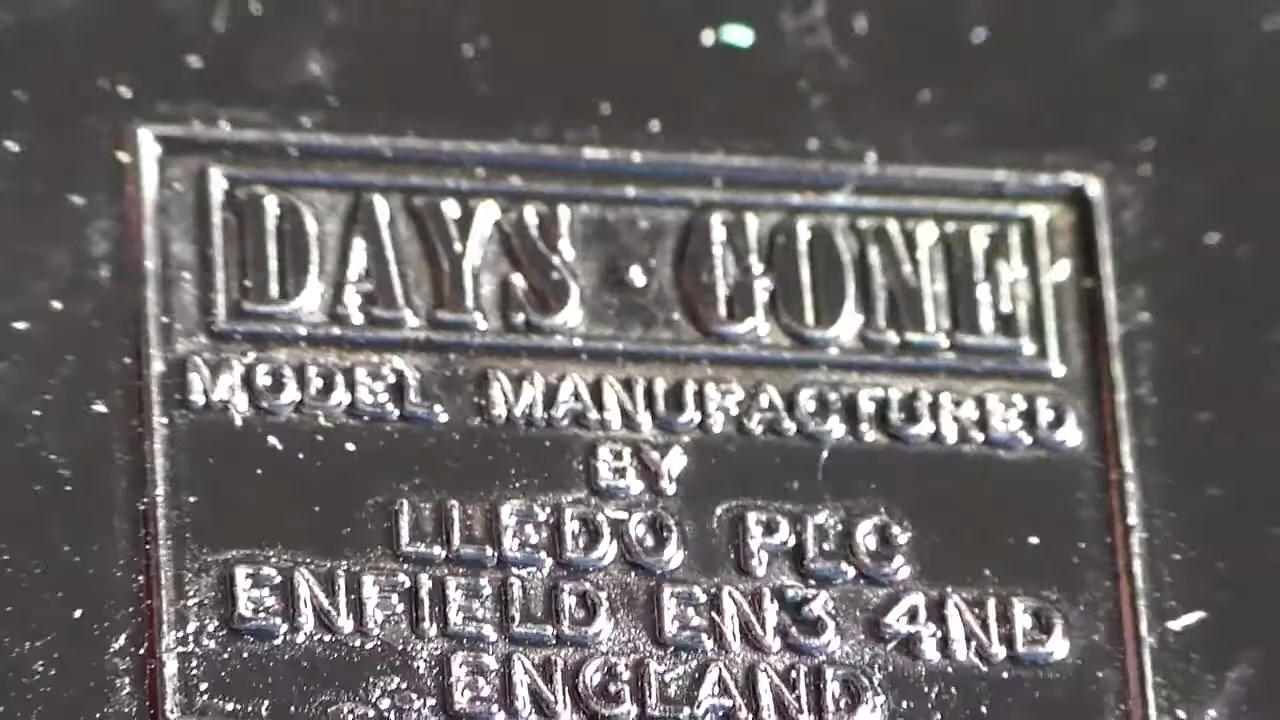 DAYS · GONE
MODEL MANUFACTURED
BY
LLEDO PLC
ENFIELD EN3 4ND
ENGLAND